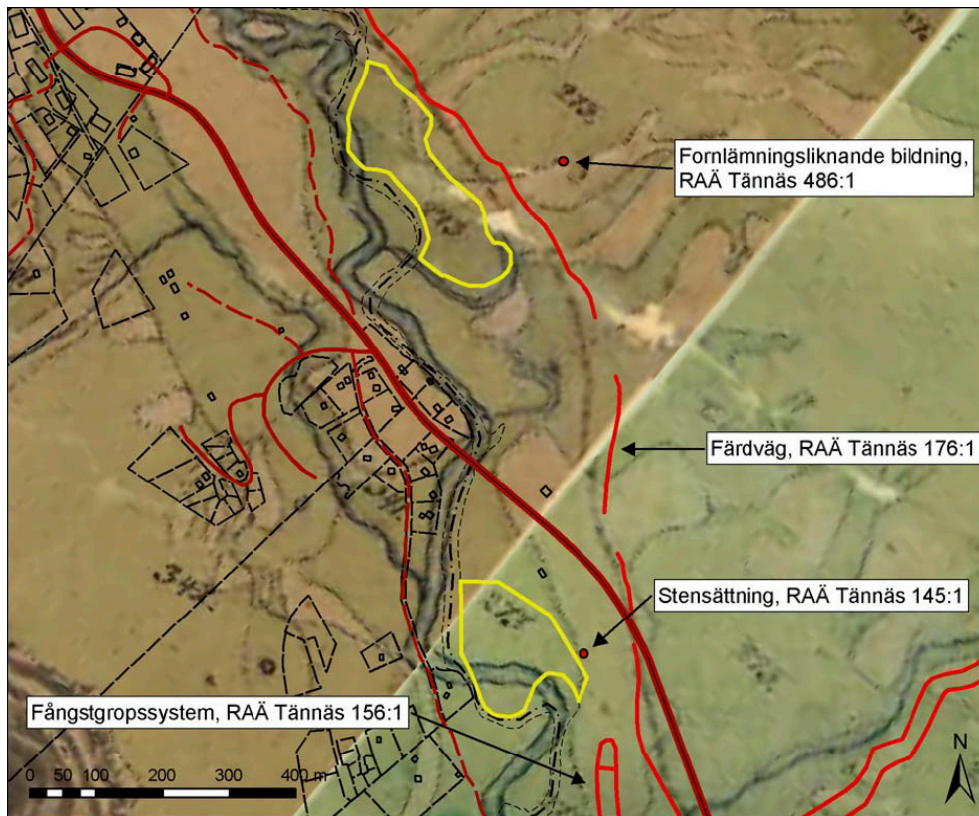 Fornlämningsliknande bildning,
RAÄ Tännäs 486:1
Färdväg, RAÄ Tännäs 176:1
Stensättning, RAÄ Tännäs 145:1
Fångstgropssystem, RAÄ Tännäs 156:1
0 50 100 200 300 400 m
N